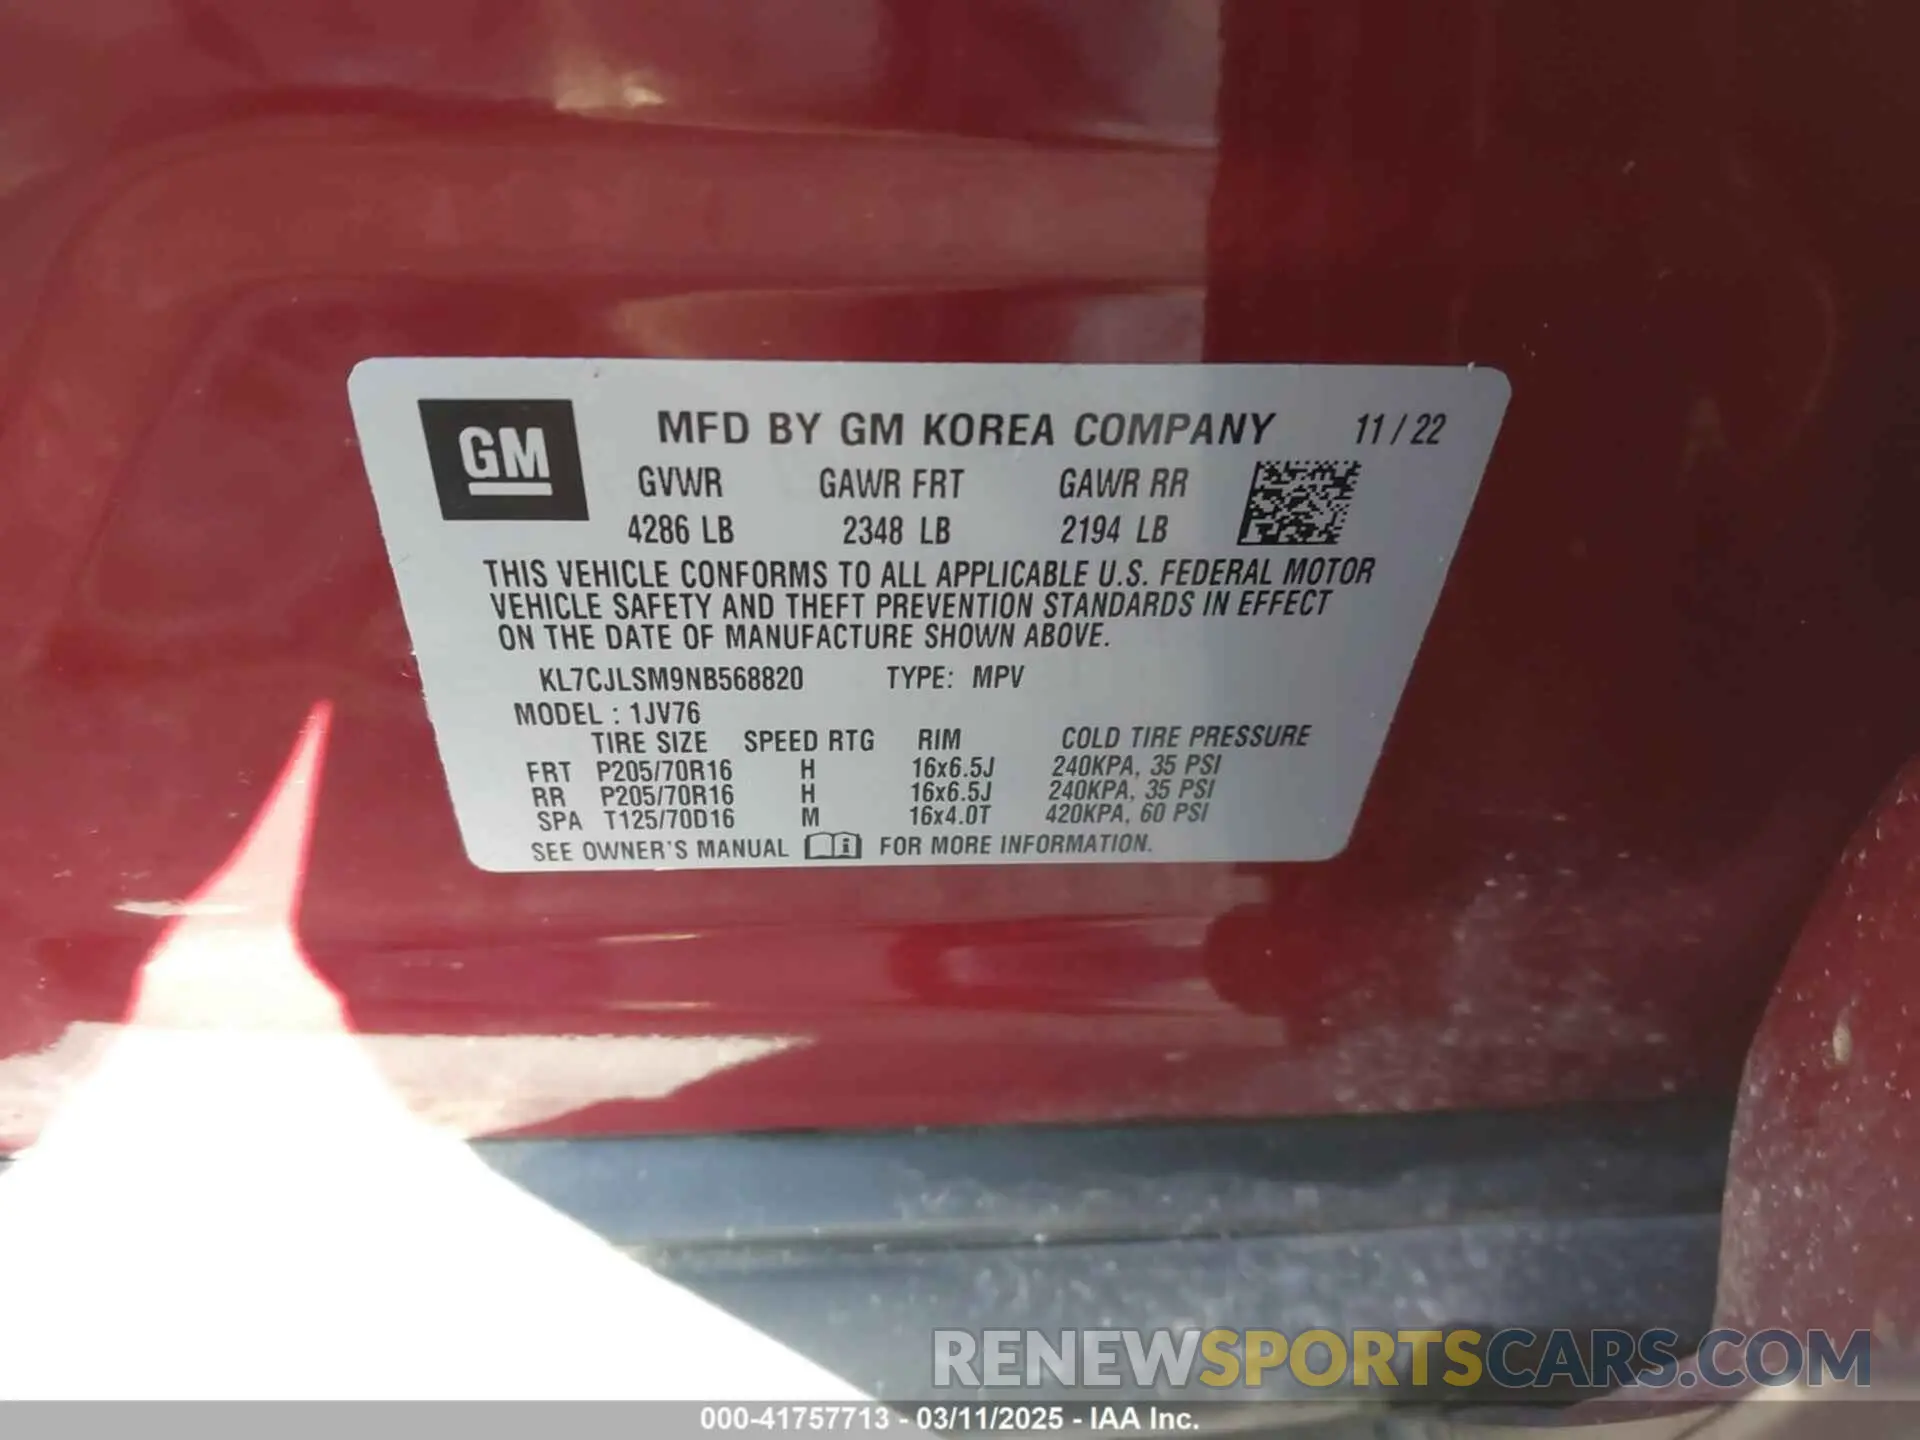 GM
MFD BY GM KOREA COMPANY 11 / 22
GVWR GAWR FRT GAWR RR
4286 LB 2348 LB 2194 LB
THIS VEHICLE CONFORMS TO ALL APPLICABLE U.S. FEDERAL MOTOR
VEHICLE SAFETY AND THEFT PREVENTION STANDARDS IN EFFECT
ON THE DATE OF MANUFACTURE SHOWN ABOVE.
KL7CJLSM9NB568820 TYPE: MPV
MODEL : 1JV76
TIRE SIZE SPEED RTG RIM COLD TIRE PRESSURE
FRT P205/70R16 H 16x6.5J 240KPA, 35 PSI
RR P205/70R16 H 16x6.5J 240KPA, 35 PSI
SPA T125/70D16 M 16x4.0T 420KPA, 60 PSI
SEE OWNER'S MANUAL i FOR MORE INFORMATION.
RENEWSPORTSCARS.COM
000-41757713 - 03/11/2025 - IAA Inc.